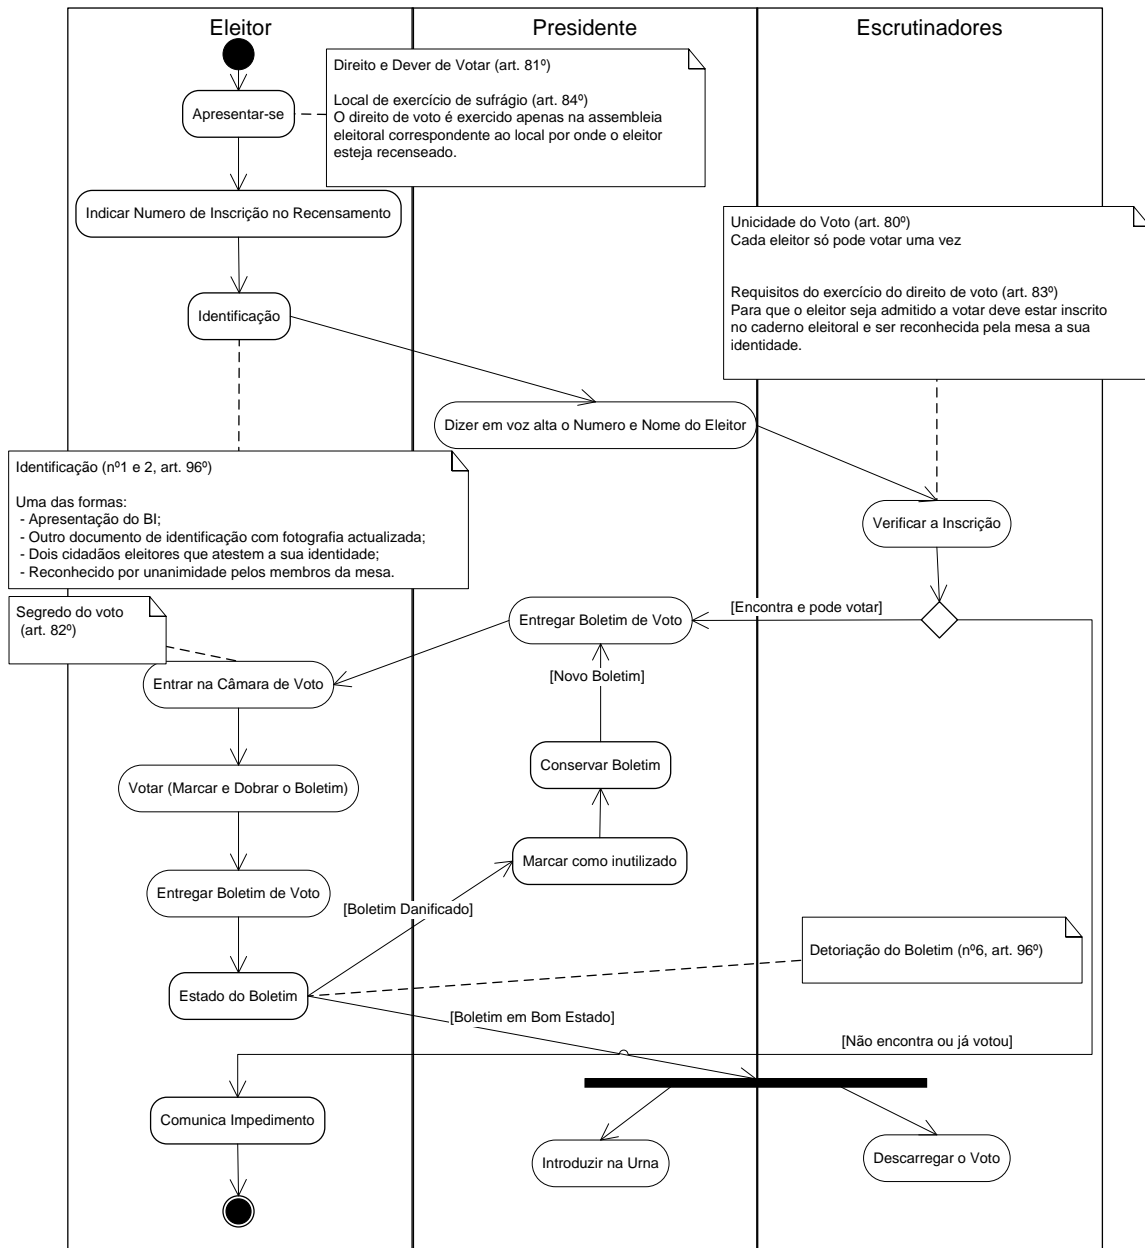 Eleitor
Presidente
Escrutinadores
Direito e Dever de Votar (art. 81º)
Local de exercício de sufrágio (art. 84º)
O direito de voto é exercido apenas na assembleia
eleitoral correspondente ao local por onde o eleitor
esteja recenseado.
Apresentar-se
Indicar Numero de Inscrição no Recensamento
Unicidade do Voto (art. 80º)
Cada eleitor só pode votar uma vez
Requisitos do exercício do direito de voto (art. 83º)
Para que o eleitor seja admitido a votar deve estar inscrito
no caderno eleitoral e ser reconhecida pela mesa a sua
identidade.
Identificação
Dizer em voz alta o Numero e Nome do Eleitor
Identificação (nº1 e 2, art. 96º)
Uma das formas:
- Apresentação do BI;
- Outro documento de identificação com fotografia actualizada;
- Dois cidadãos eleitores que atestem a sua identidade;
- Reconhecido por unanimidade pelos membros da mesa.
Verificar a Inscrição
Segredo do voto
(art. 82º)
[Encontra e pode votar]
Entregar Boletim de Voto
Entrar na Câmara de Voto
[Novo Boletim]
Conservar Boletim
Votar (Marcar e Dobrar o Boletim)
Marcar como inutilizado
Entregar Boletim de Voto
[Boletim Danificado]
Detoriação do Boletim (nº6, art. 96º)
Estado do Boletim
[Boletim em Bom Estado]
[Não encontra ou já votou]
Comunica Impedimento
Introduzir na Urna
Descarregar o Voto